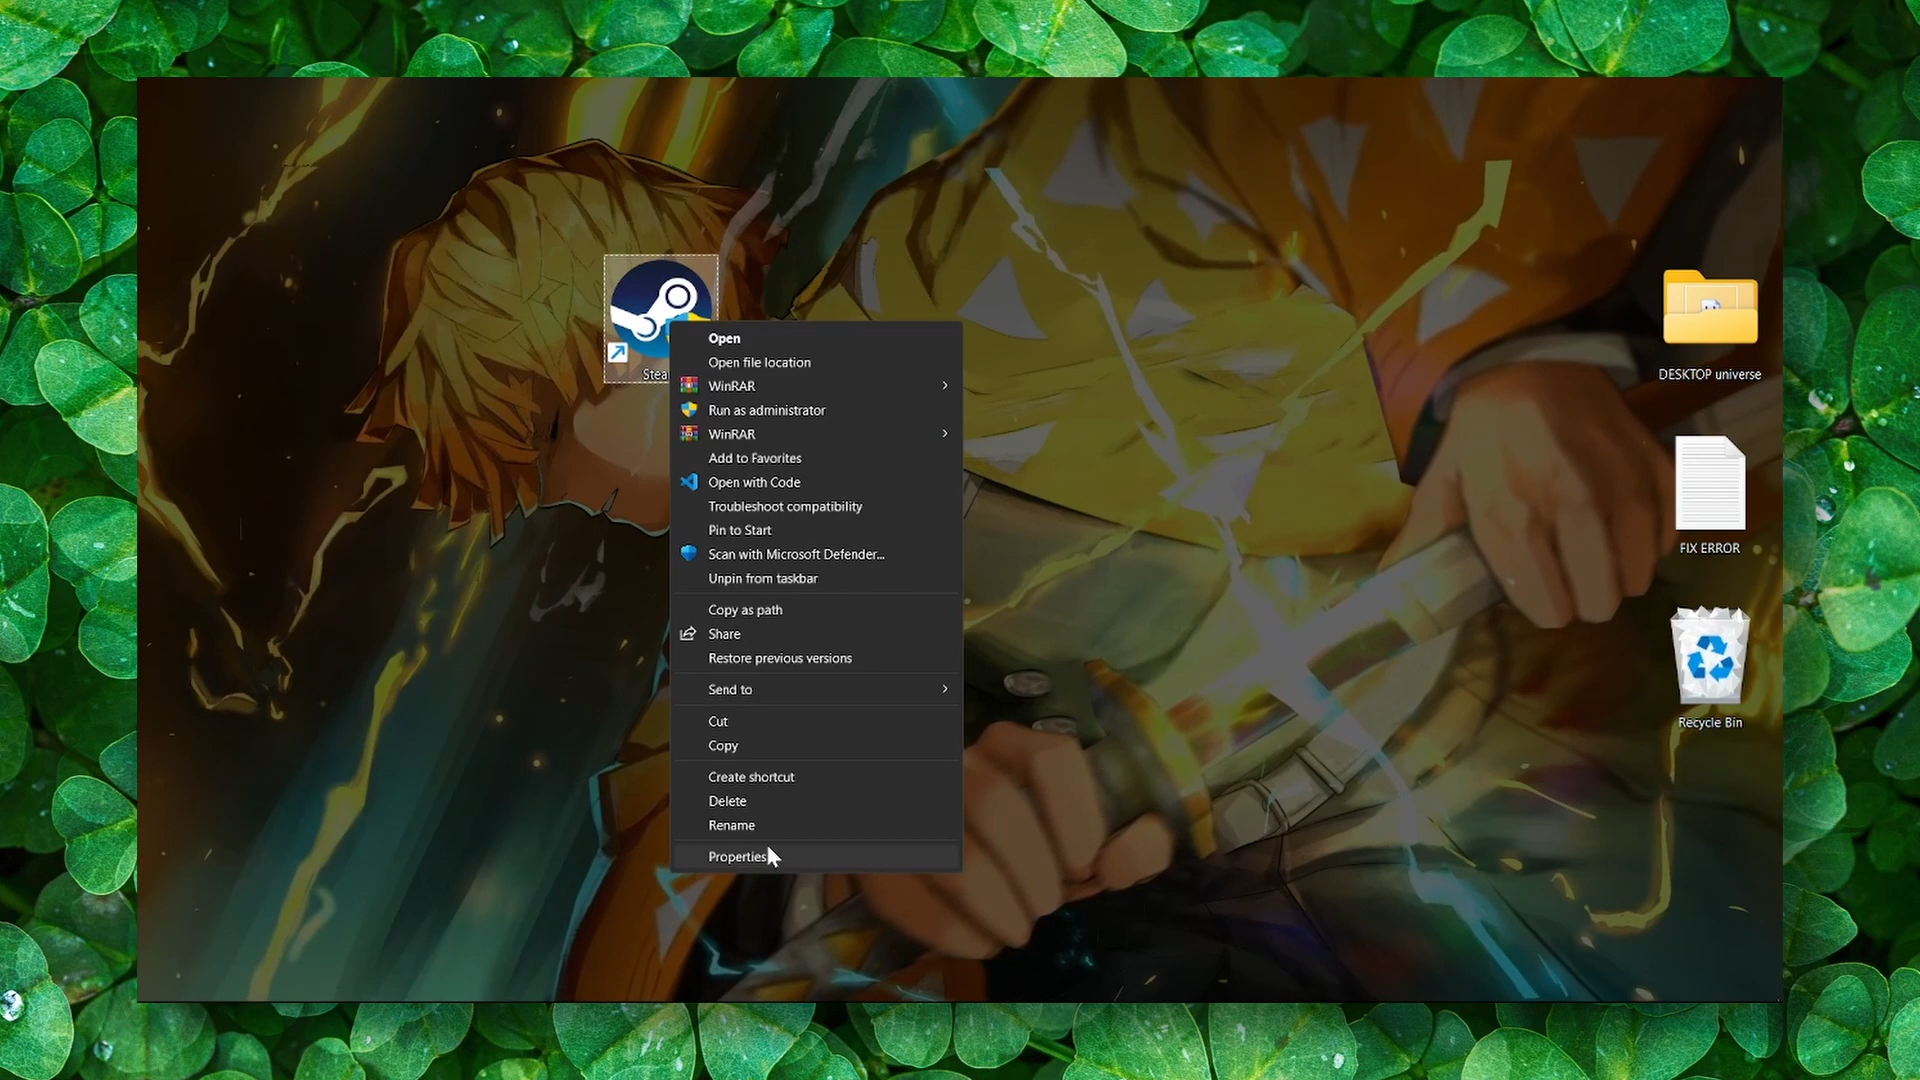 Stea
Open
Open file location
WinRAR
Run as administrator
WinRAR
Add to Favorites
Open with Code
Troubleshoot compatibility
Pin to Start
Scan with Microsoft Defender...
Unpin from taskbar
Copy as path
Share
Restore previous versions
Send to
Cut
Copy
Create shortcut
Delete
Rename
Properties
DESKTOP universe
FIX ERROR
Recycle Bin